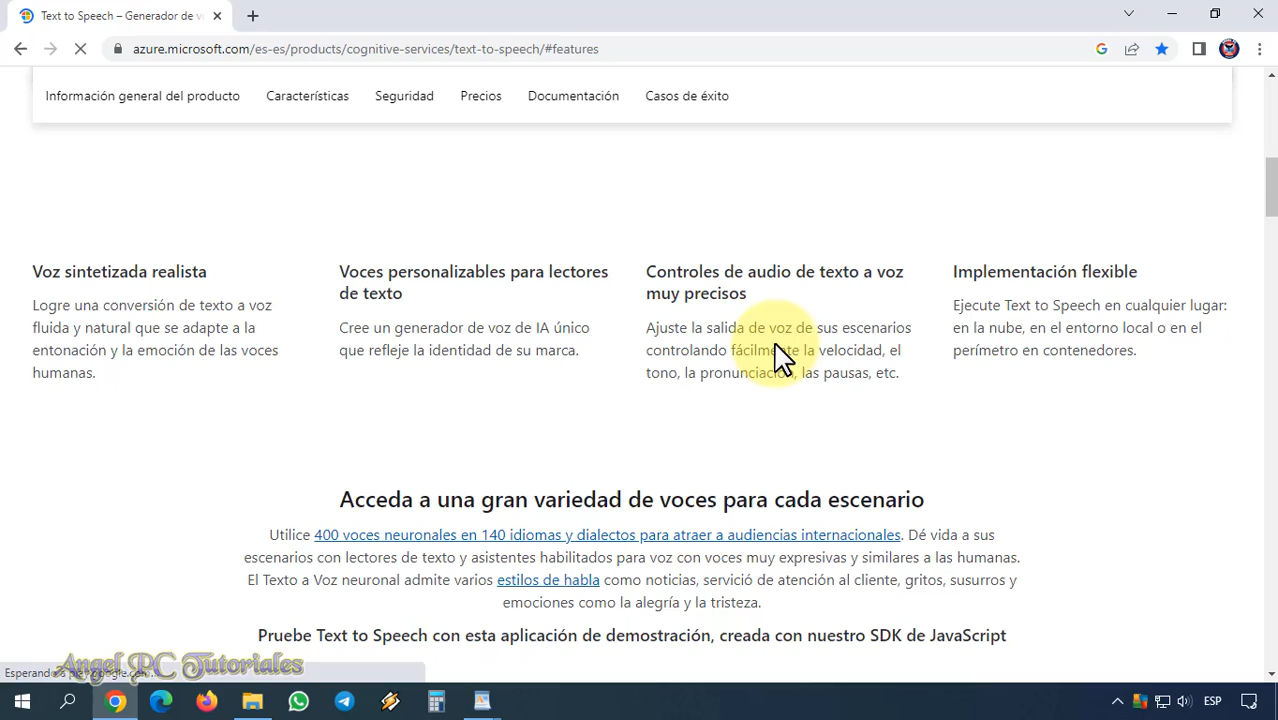 Text to Speech – Generador de v
azure.microsoft.com/es-es/products/cognitive-services/text-to-speech/#features
Información general del producto
Características
Seguridad
Precios
Documentación
Casos de éxito
Voz sintetizada realista
Logre una conversión de texto a voz
fluida y natural que se adapte a la
entonación y la emoción de las voces
humanas.
Voces personalizables para lectores
de texto
Cree un generador de voz de IA único
que refleje la identidad de su marca.
Controles de audio de texto a voz
muy precisos
Ajuste la salida de voz de sus escenarios
controlando fácilmente la velocidad, el
tono, la pronunciación, las pausas, etc.
Implementación flexible
Ejecute Text to Speech en cualquier lugar:
en la nube, en el entorno local o en el
perímetro en contenedores.
Acceda a una gran variedad de voces para cada escenario
Utilice 400 voces neuronales en 140 idiomas y dialectos para atraer a audiencias internacionales. Dé vida a sus
escenarios con lectores de texto y asistentes habilitados para voz con voces muy expresivas y similares a las humanas.
El Texto a Voz neuronal admite varios estilos de habla como noticias, servició de atención al cliente, gritos, susurros y
emociones como la alegría y la tristeza.
Pruebe Text to Speech con esta aplicación de demostración, creada con nuestro SDK de JavaScript
Esperando a
Angel PC Tutoriales
ESP